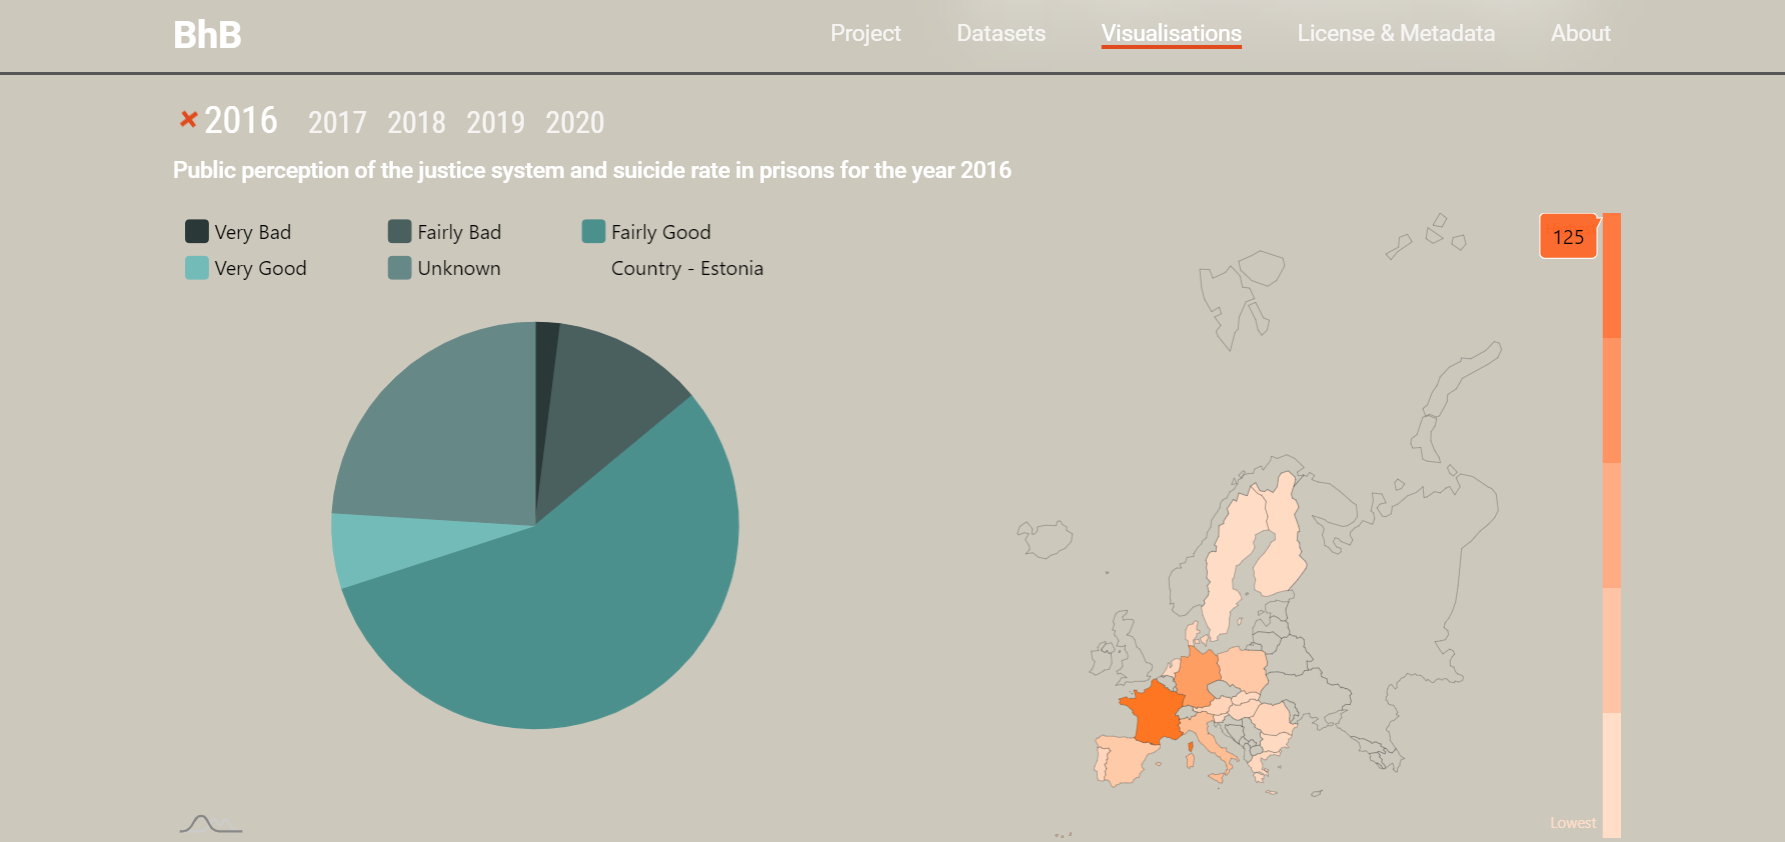 BhB
Project Datasets Visualisations License & Metadata About
2016 2017 2018 2019 2020
Public perception of the justice system and suicide rate in prisons for the year 2016
Very Bad Fairly Bad Fairly Good
Very Good Unknown Country - Estonia
125
Lowest